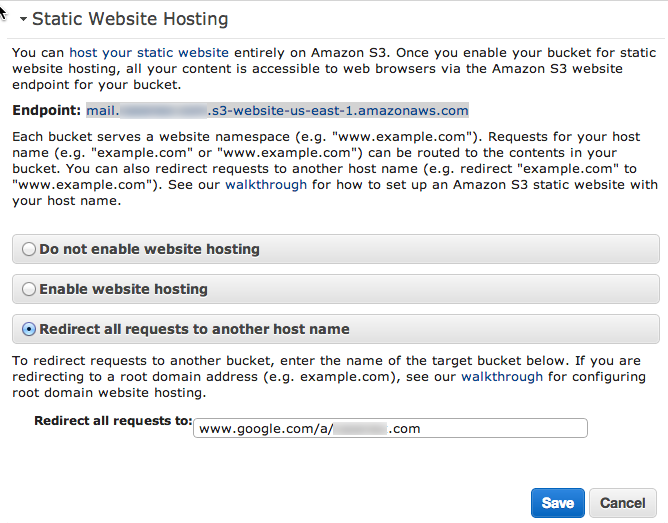 Static Website Hosting
You can host your static website entirely on Amazon S3. Once you enable your bucket for static
website hosting, all your content is accessible to web browsers via the Amazon S3 website
endpoint for your bucket.
Endpoint: mail. .s3-website-us-east-1.amazonaws.com
Each bucket serves a website namespace (e.g. "www.example.com"). Requests for your host
name (e.g. "example.com" or "www.example.com") can be routed to the contents in your
bucket. You can also redirect requests to another host name (e.g. redirect "example.com" to
"www.example.com"). See our walkthrough for how to set up an Amazon S3 static website with
your host name.
Do not enable website hosting
Enable website hosting
Redirect all requests to another host name
To redirect requests to another bucket, enter the name of the target bucket below. If you are
redirecting to a root domain address (e.g. example.com), see our walkthrough for configuring
root domain website hosting.
Redirect all requests to: www.google.com/a/ .com
Save Cancel